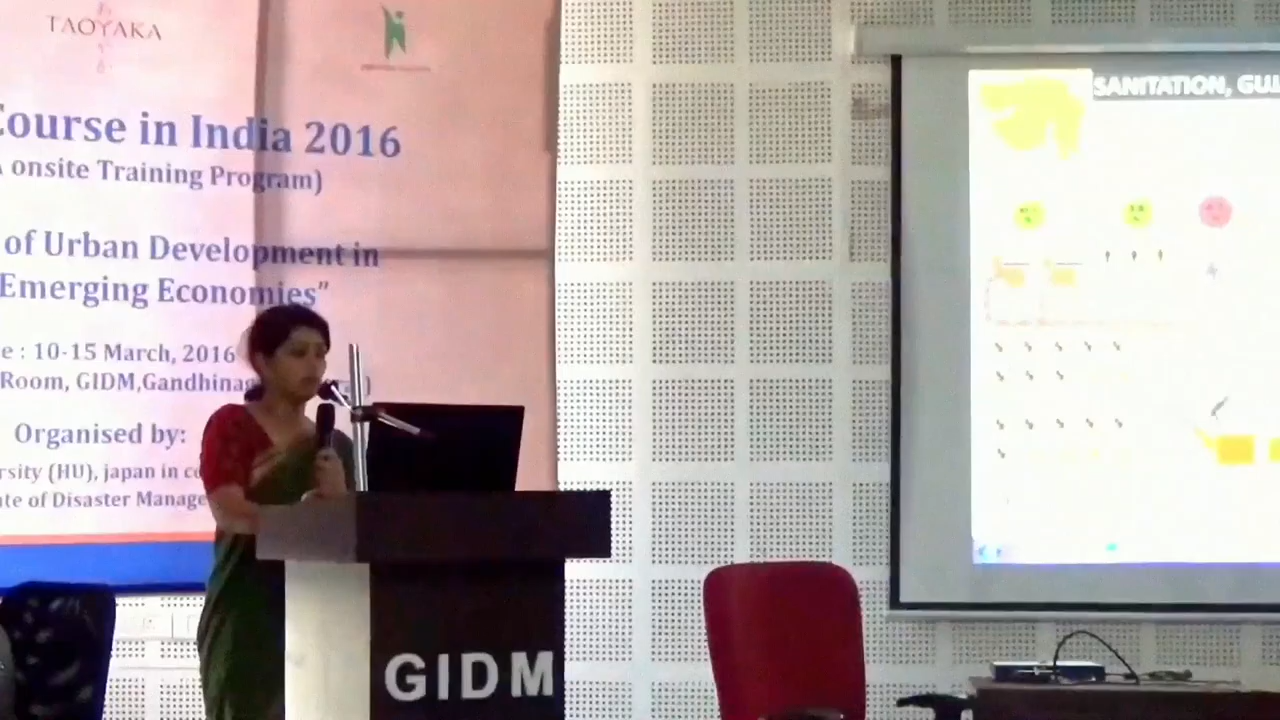 TAOYAKA
Course in India 2016
onsite Training Program)
of Urban Development in
Emerging Economies”
e : 10-15 March, 2016
Room, GIDM,Gandhinag
Organised by:
rsity (HU), japan in co
te of Disaster Manage
GIDM
SANITATION, GUJ